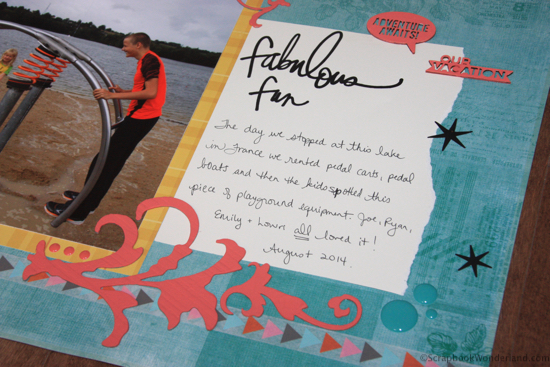 ADVENTURE
AWAITS!
OUR
VACATION
fabulous
fun
The day we stopped at this lake
in France we rented pedal carts, pedal
boats and then the kids spotted this
piece of playground equipment. Joe, Ryan,
Emily + Lown all loved it!
August 2014.
©ScrapbookWonderland.com